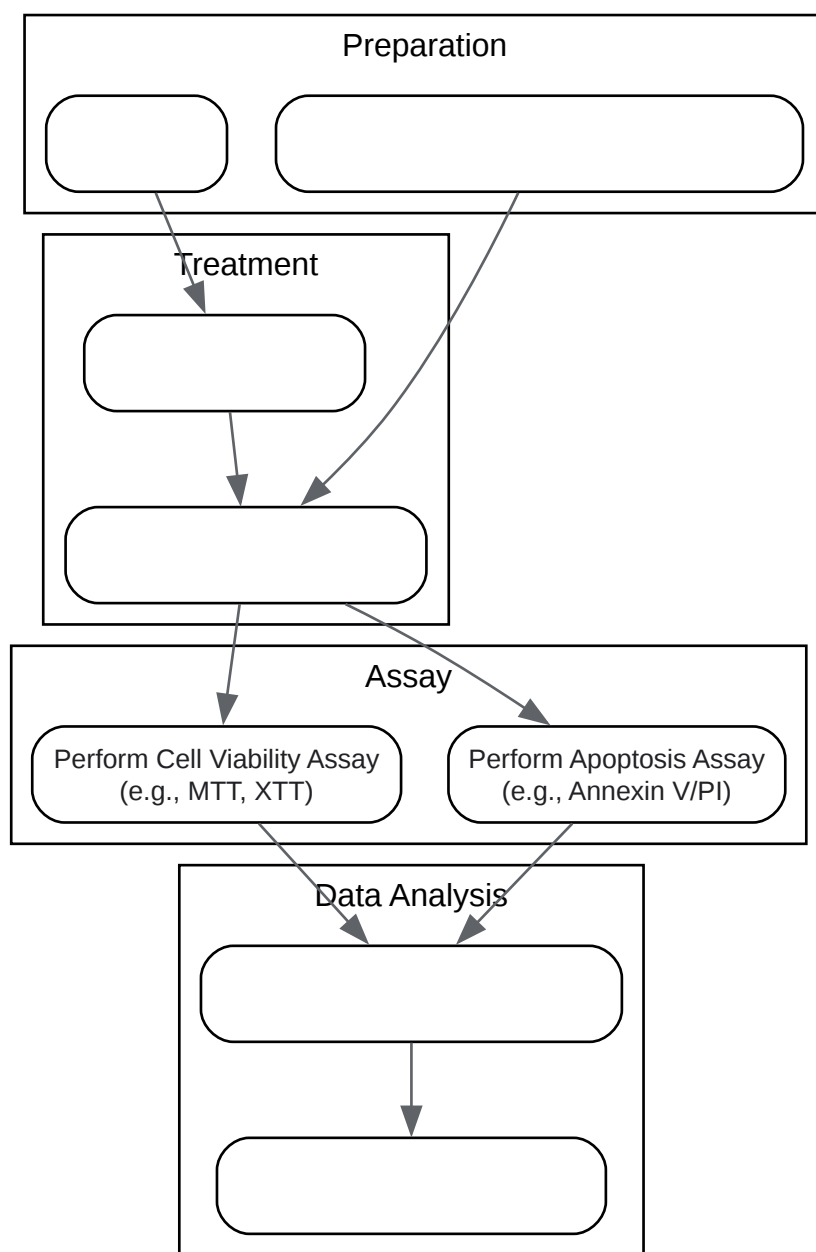 Preparation
Treatment
Assay
Perform Cell Viability Assay
(e.g., MTT, XTT)
Perform Apoptosis Assay
(e.g., Annexin V/PI)
Data Analysis